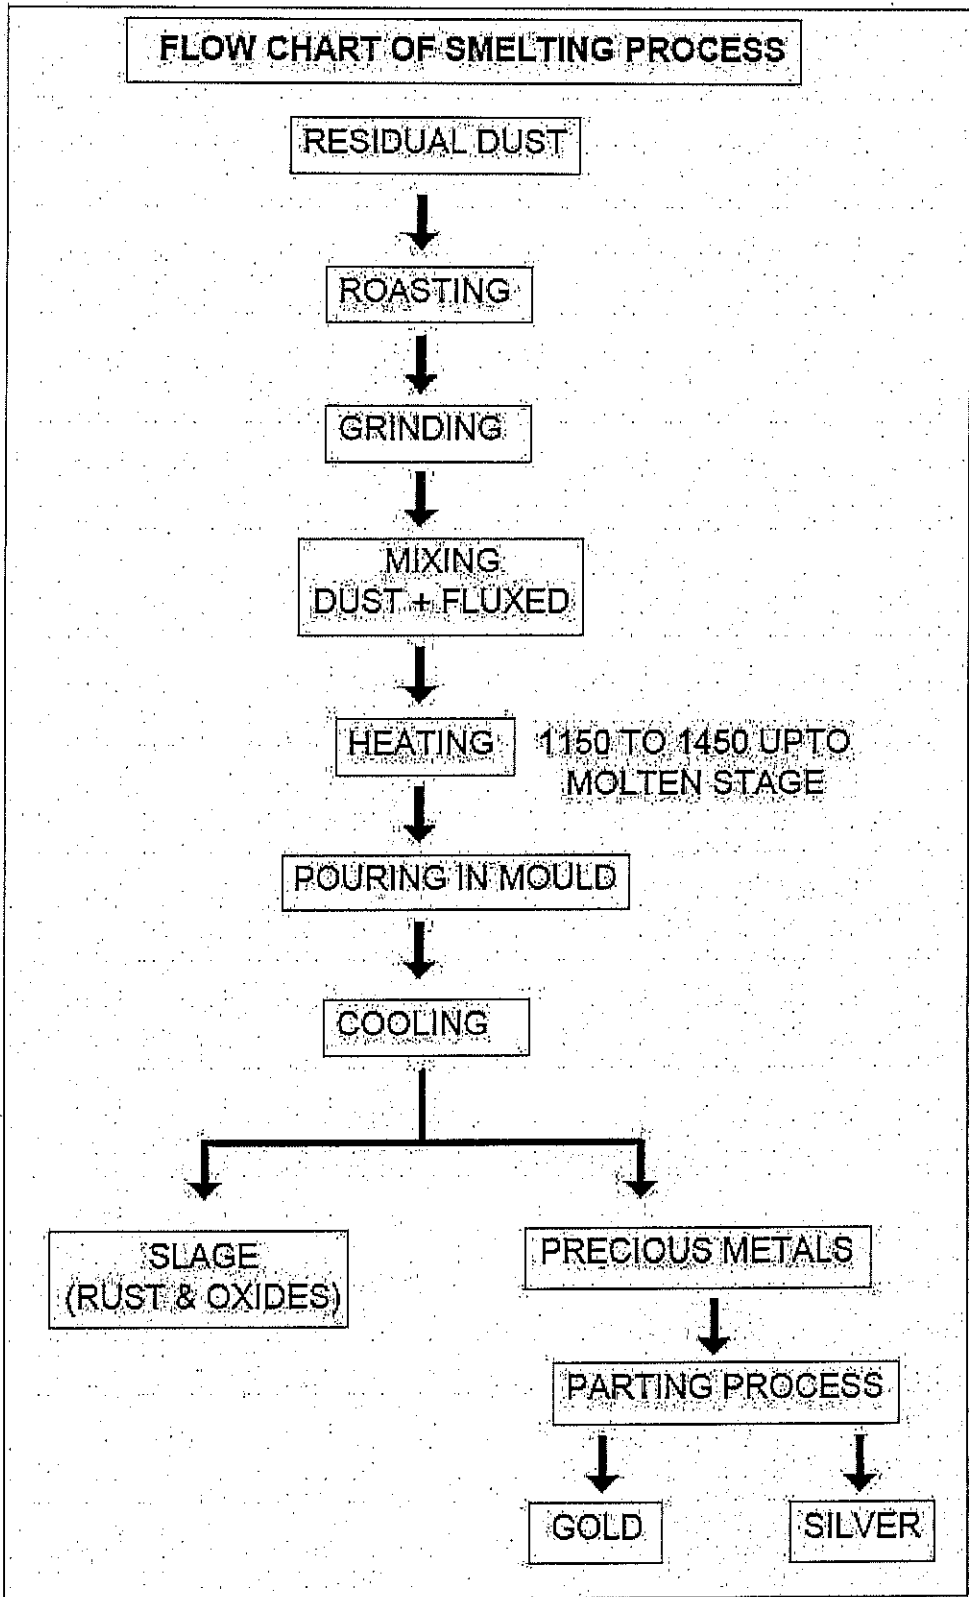 FLOW CHART OF SMELTING PROCESS
RESIDUAL DUST
ROASTING
GRINDING
MIXING
DUST + FLUXED
HEATING
1150 TO 1450 UPTO
MOLTEN STAGE
POURING IN MOULD
COOLING
SLAGE
(RUST & OXIDES)
PRECIOUS METALS
PARTING PROCESS
GOLD
SILVER